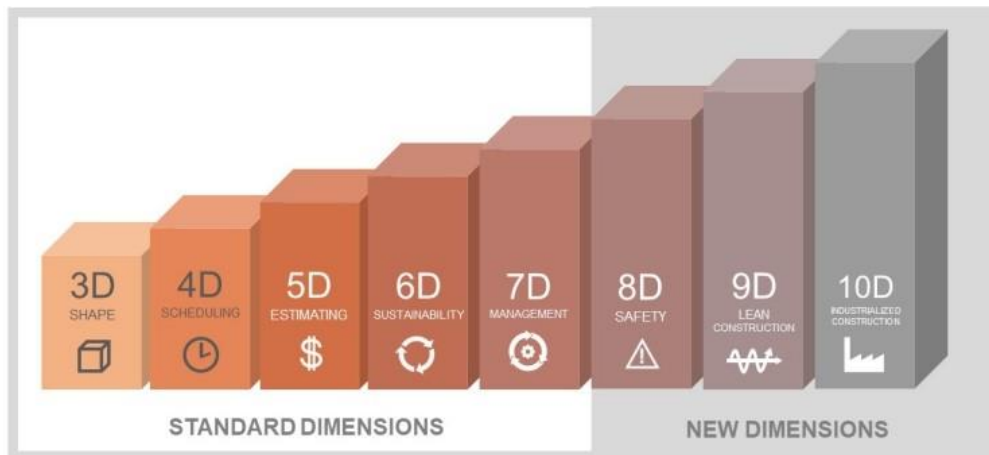 3D
SHAPE
4D
SCHEDULING
5D
ESTIMATING
$
6D
SUSTAINABILITY
7D
MANAGEMENT
8D
SAFETY
9D
LEAN
CONSTRUCTION
10D
INDUSTRIALIZED
CONSTRUCTION
STANDARD DIMENSIONS
NEW DIMENSIONS